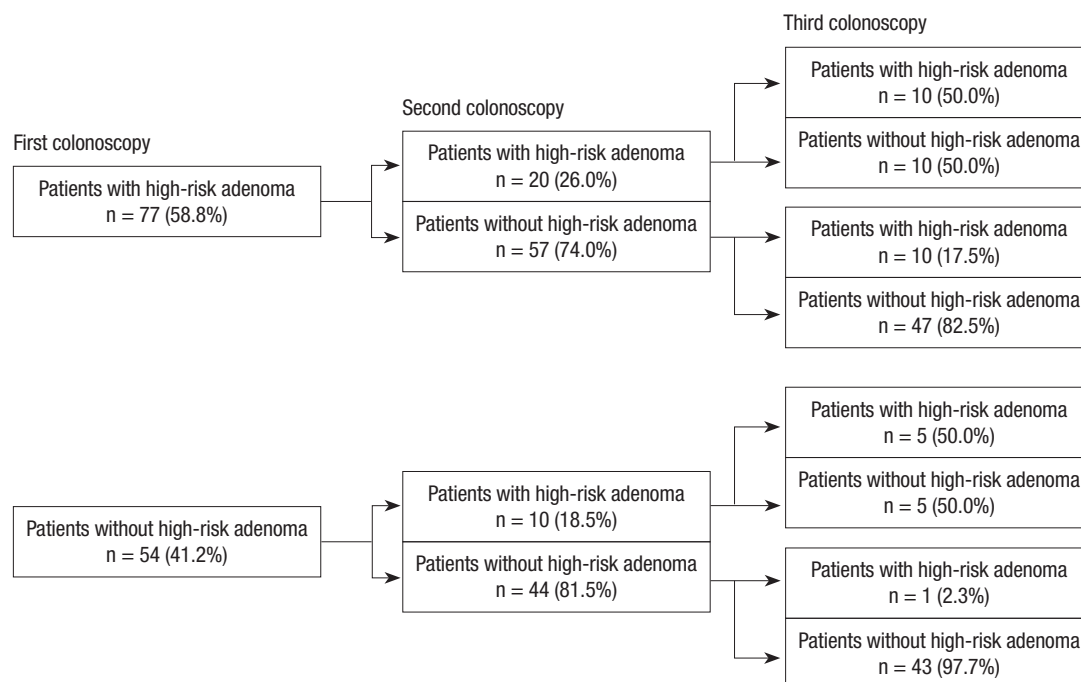 First colonoscopy
Patients with high-risk adenoma
n = 77 (58.8%)
Patients without high-risk adenoma
n = 54 (41.2%)
Second colonoscopy
Patients with high-risk adenoma
n = 20 (26.0%)
Patients without high-risk adenoma
n = 57 (74.0%)
Patients with high-risk adenoma
n = 10 (18.5%)
Patients without high-risk adenoma
n = 44 (81.5%)
Third colonoscopy
Patients with high-risk adenoma
n = 10 (50.0%)
Patients without high-risk adenoma
n = 10 (50.0%)
Patients with high-risk adenoma
n = 10 (17.5%)
Patients without high-risk adenoma
n = 47 (82.5%)
Patients with high-risk adenoma
n = 5 (50.0%)
Patients without high-risk adenoma
n = 5 (50.0%)
Patients with high-risk adenoma
n = 1 (2.3%)
Patients without high-risk adenoma
n = 43 (97.7%)